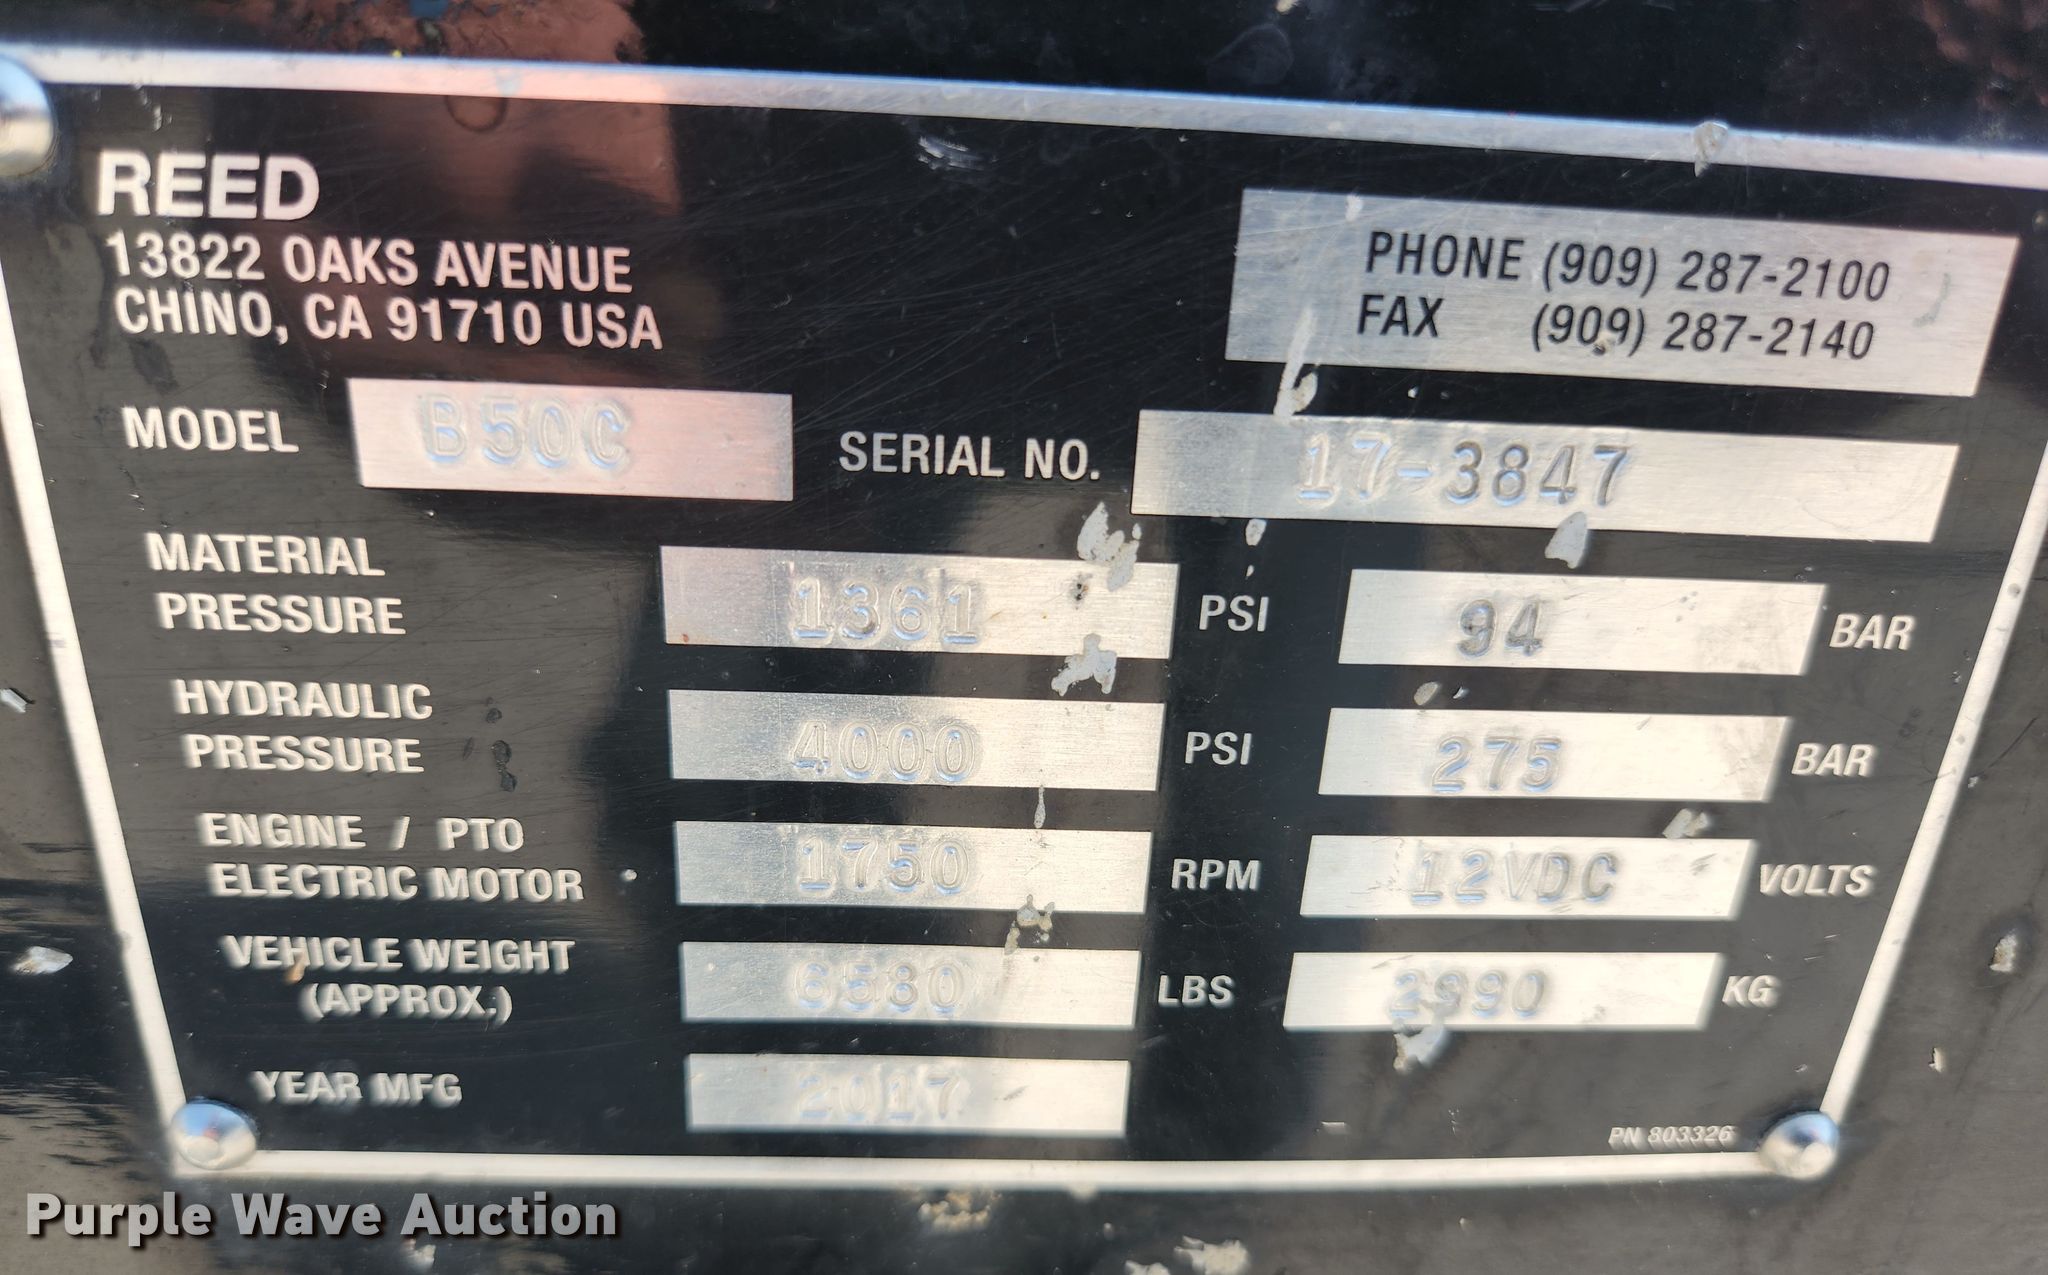 REED
13822 OAKS AVENUE
CHINO, CA 91710 USA
PHONE (909) 287-2100
FAX (909) 287-2140
MODEL B50C SERIAL NO. 17-3847
MATERIAL
PRESSURE 1361 PSI 94 BAR
HYDRAULIC
PRESSURE 4000 PSI 275 BAR
ENGINE / PTO
ELECTRIC MOTOR 1750 RPM 12VDC VOLTS
VEHICLE WEIGHT
(APPROX.) 6580 LBS 2990 KG
YEAR MFG 2017
PN 803326
Purple Wave Auction